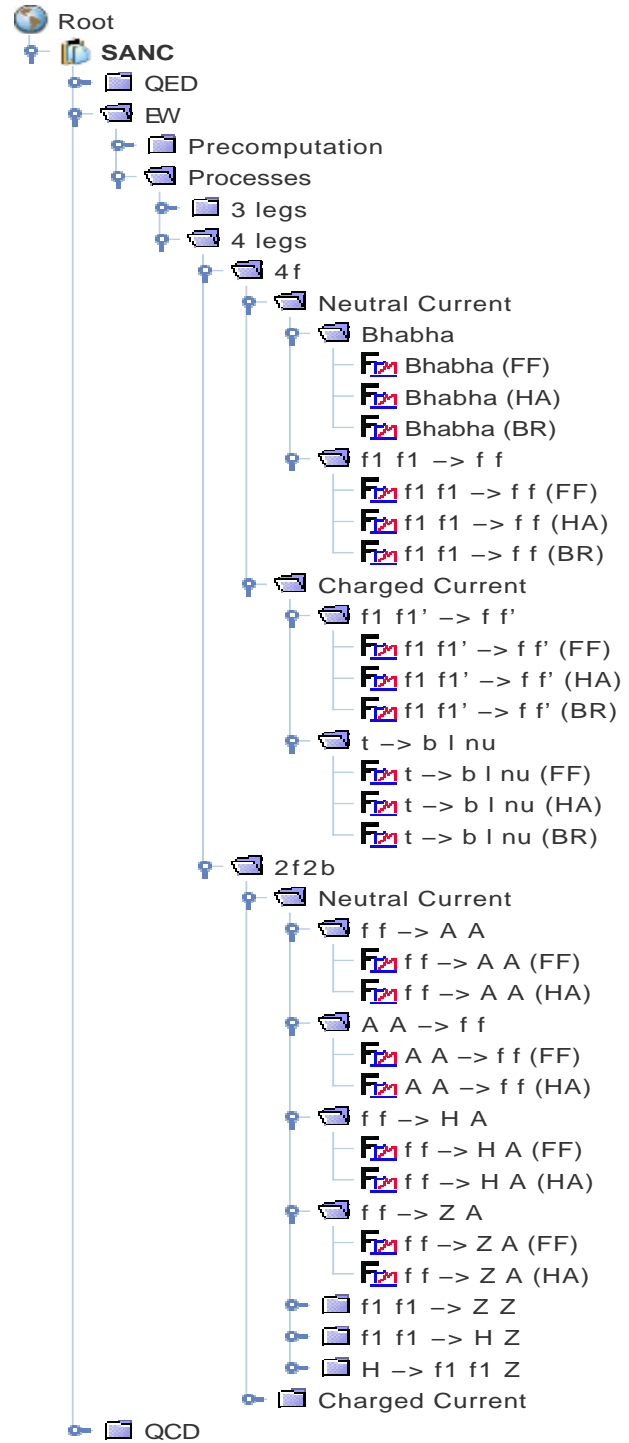 Root
SANC
QED
EW
Precomputation
Processes
3 legs
4 legs
4f
Neutral Current
Bhabha
Bhabha (FF)
Bhabha (HA)
Bhabha (BR)
f1 f1 –> f f
f1 f1 –> f f (FF)
f1 f1 –> f f (HA)
f1 f1 –> f f (BR)
Charged Current
f1 f1’ –> f f’
f1 f1’ –> f f’ (FF)
f1 f1’ –> f f’ (HA)
f1 f1’ –> f f’ (BR)
t –> b l nu
t –> b l nu (FF)
t –> b l nu (HA)
t –> b l nu (BR)
2f2b
Neutral Current
f f –> A A
f f –> A A (FF)
f f –> A A (HA)
A A –> f f
A A –> f f (FF)
A A –> f f (HA)
f f –> H A
f f –> H A (FF)
f f –> H A (HA)
f f –> Z A
f f –> Z A (FF)
f f –> Z A (HA)
f1 f1 –> Z Z
f1 f1 –> H Z
H –> f1 f1 Z
Charged Current
QCD